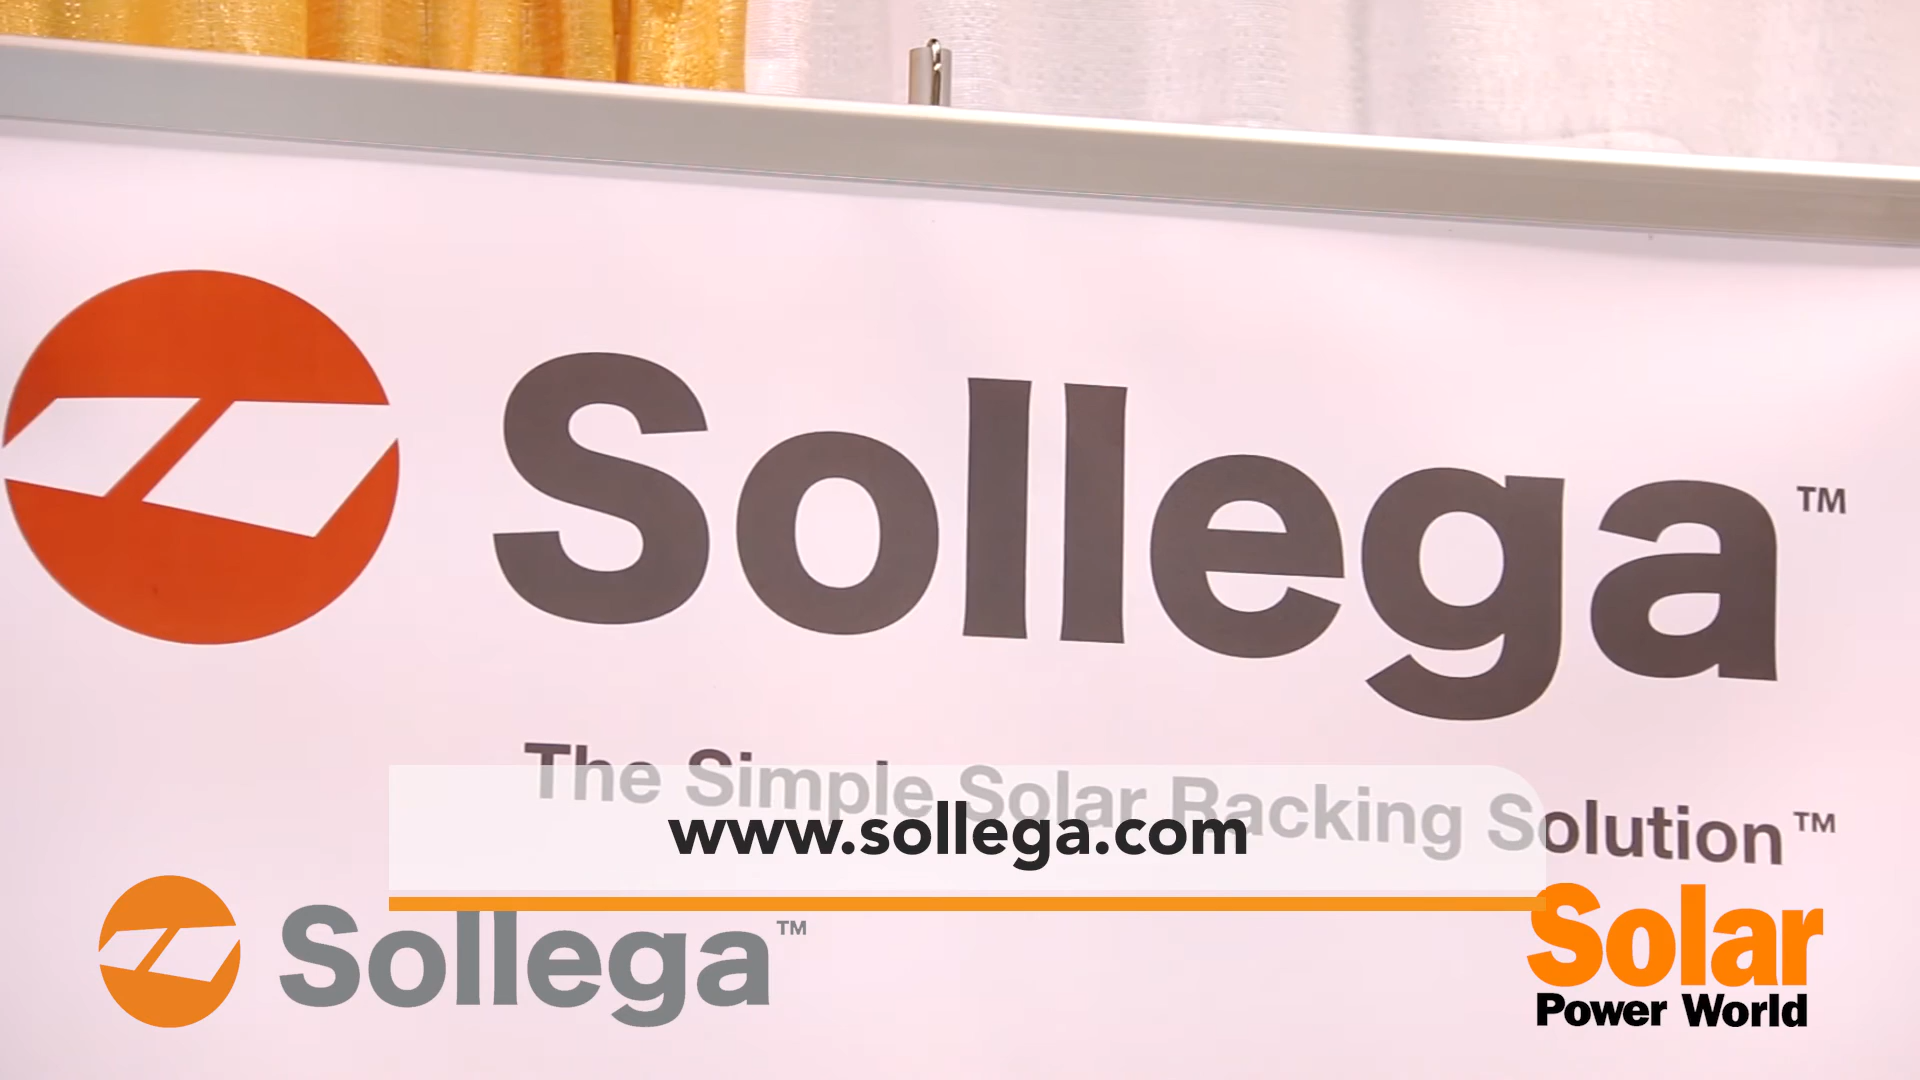 Sollega™
The Simple Solar Racking Solution™
www.sollega.com
Sollega™
Solar
Power World